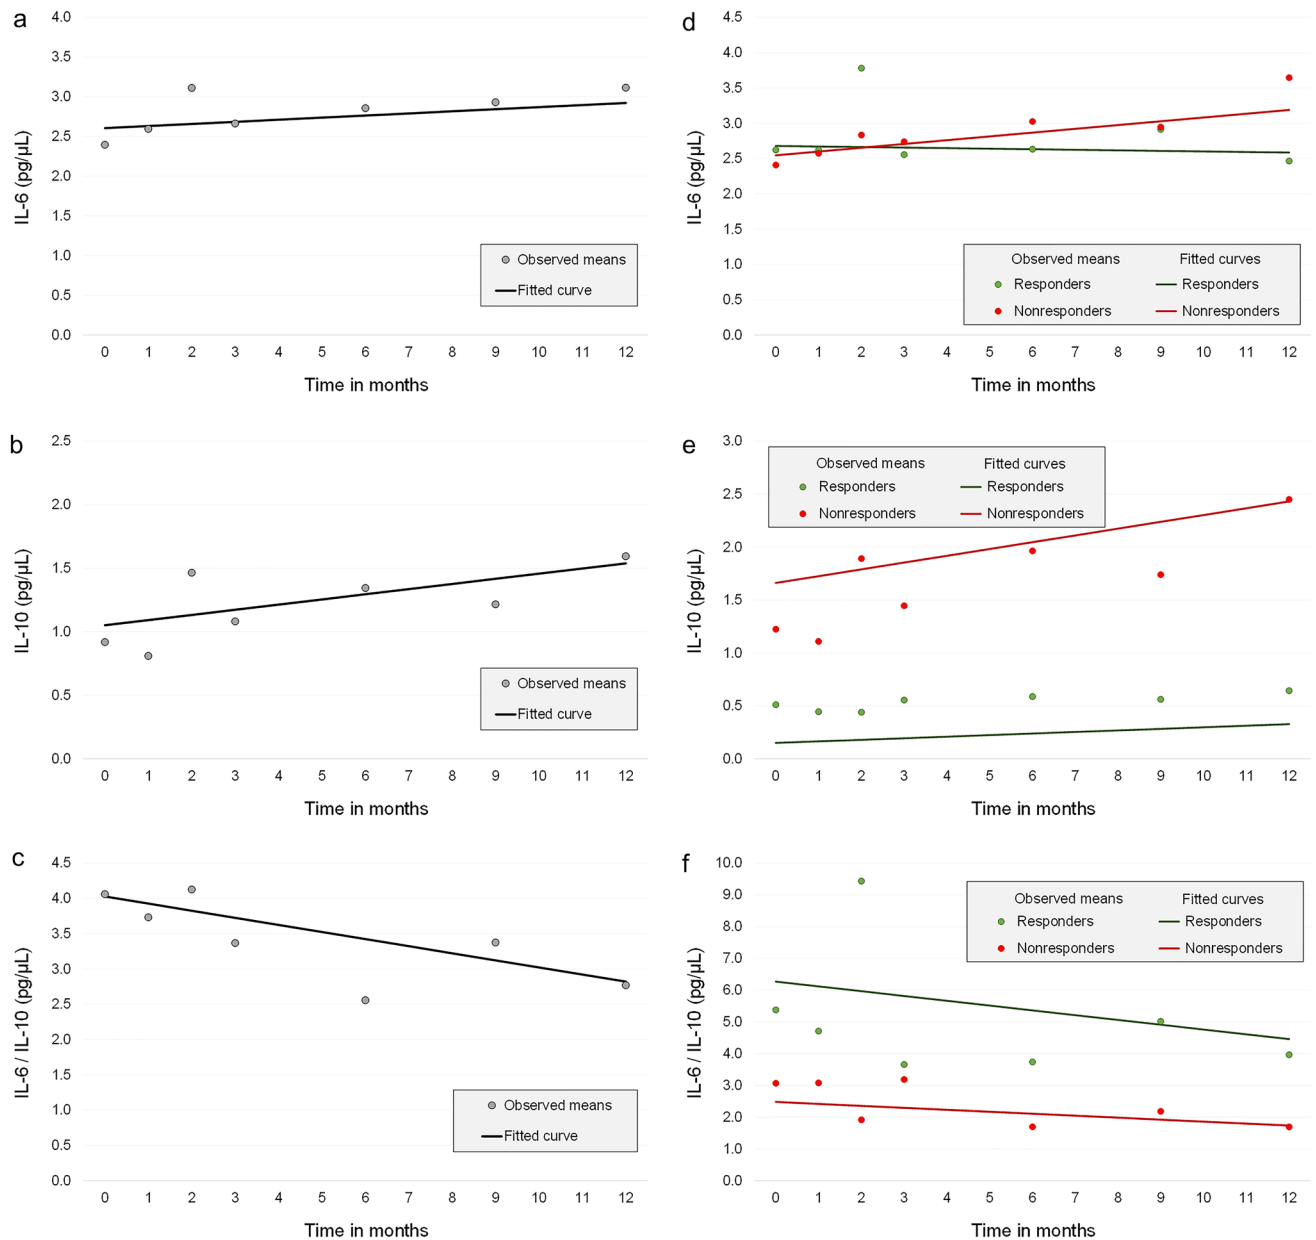 a
4.0
3.5
3.0
2.5
2.0
1.5
1.0
0.5
0.0
IL-6 (pg/µL)
Observed means
Fitted curve
0 1 2 3 4 5 6 7 8 9 10 11 12
Time in months
d
4.5
4.0
3.5
3.0
2.5
2.0
1.5
1.0
0.5
0.0
IL-6 (pg/µL)
Observed means Fitted curves
Responders Responders
Nonresponders Nonresponders
0 1 2 3 4 5 6 7 8 9 10 11 12
Time in months
b
2.5
2.0
1.5
1.0
0.5
0.0
IL-10 (pg/µL)
Observed means
Fitted curve
0 1 2 3 4 5 6 7 8 9 10 11 12
Time in months
e
3.0
2.5
2.0
1.5
1.0
0.5
0.0
IL-10 (pg/µL)
Observed means Fitted curves
Responders Responders
Nonresponders Nonresponders
0 1 2 3 4 5 6 7 8 9 10 11 12
Time in months
c
4.5
4.0
3.5
3.0
2.5
2.0
1.5
1.0
0.5
0.0
IL-6 / IL-10 (pg/µL)
Observed means
Fitted curve
0 1 2 3 4 5 6 7 8 9 10 11 12
Time in months
f
10.0
9.0
8.0
7.0
6.0
5.0
4.0
3.0
2.0
1.0
0.0
IL-6 / IL-10 (pg/µL)
Observed means Fitted curves
Responders Responders
Nonresponders Nonresponders
0 1 2 3 4 5 6 7 8 9 10 11 12
Time in months